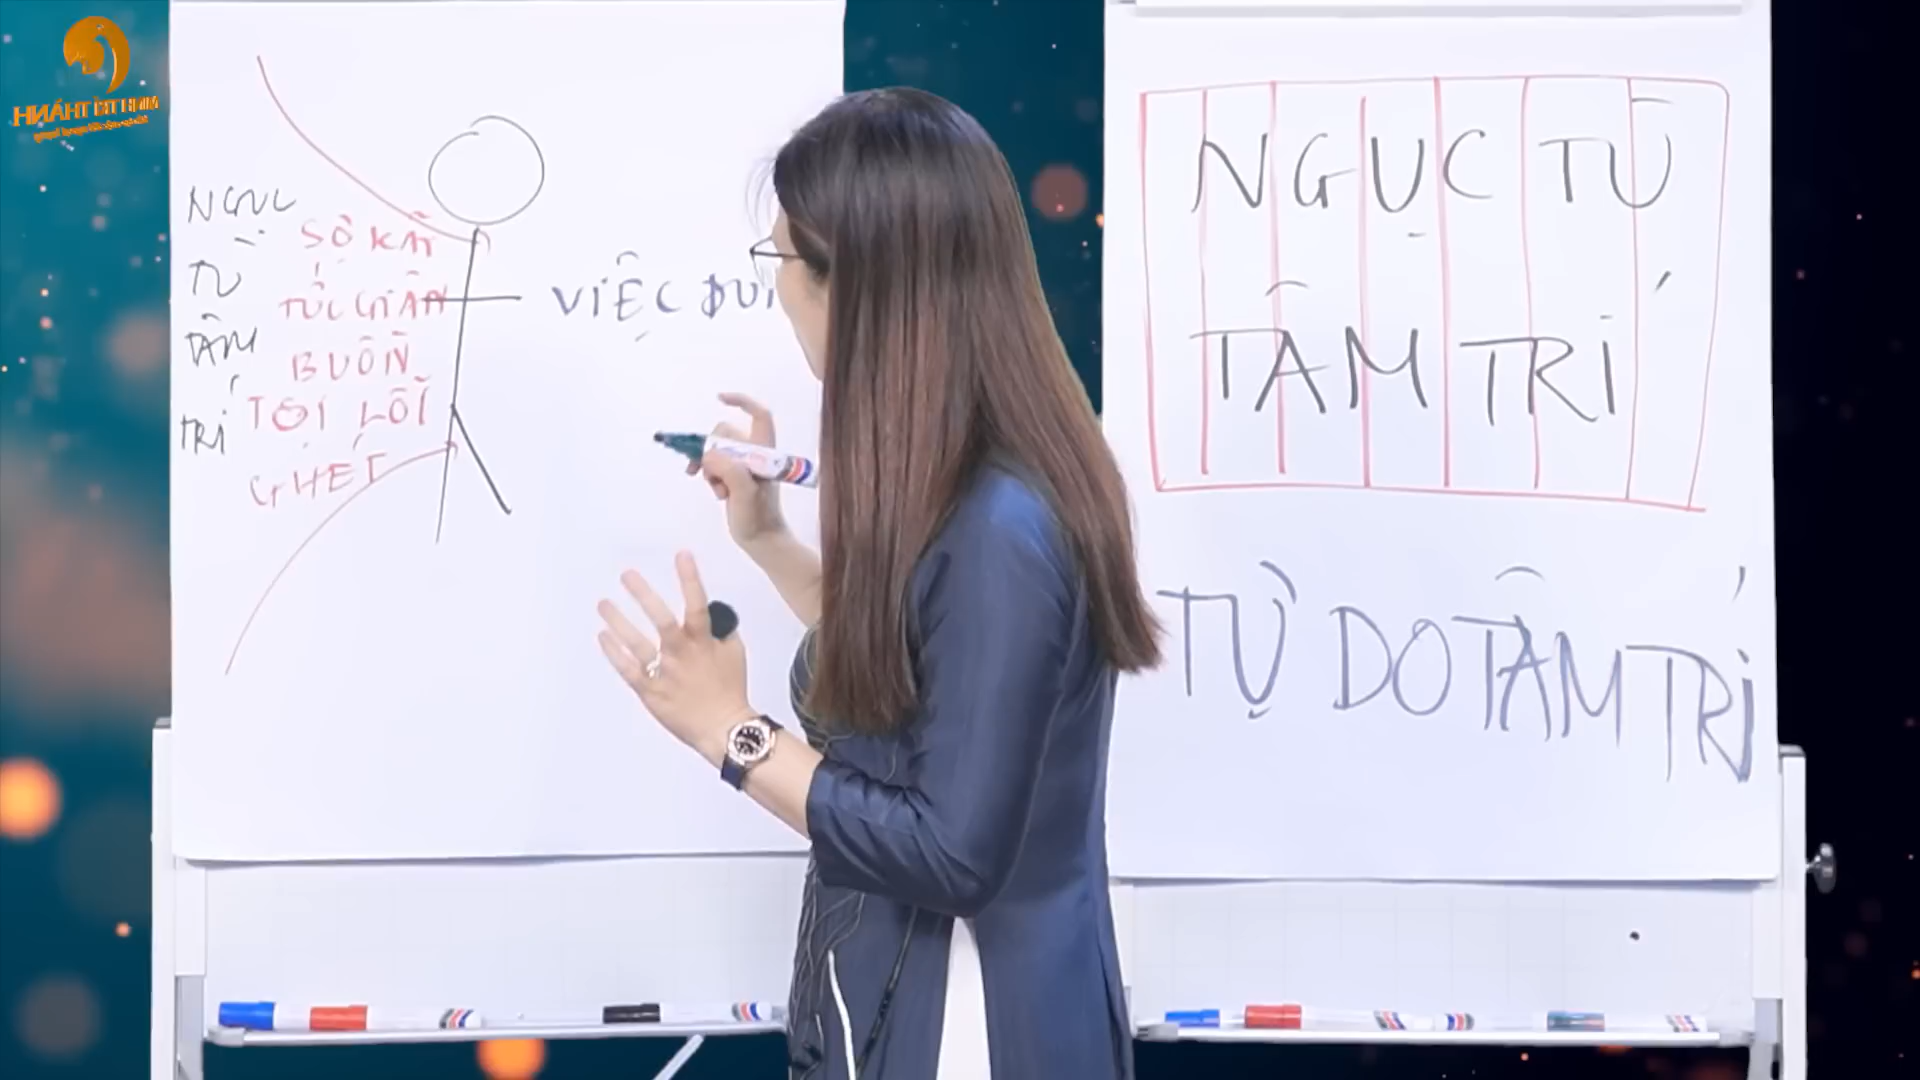 NGỤC
TÙ
TÂM
TRÍ
SỢ HÃI
TỨC GIẬN
BUỒN
TỘI LỖI
GHÉT
VIỆC
NGỤC TÙ
TÂM TRÍ
TỰ DO TÂM TRÍ